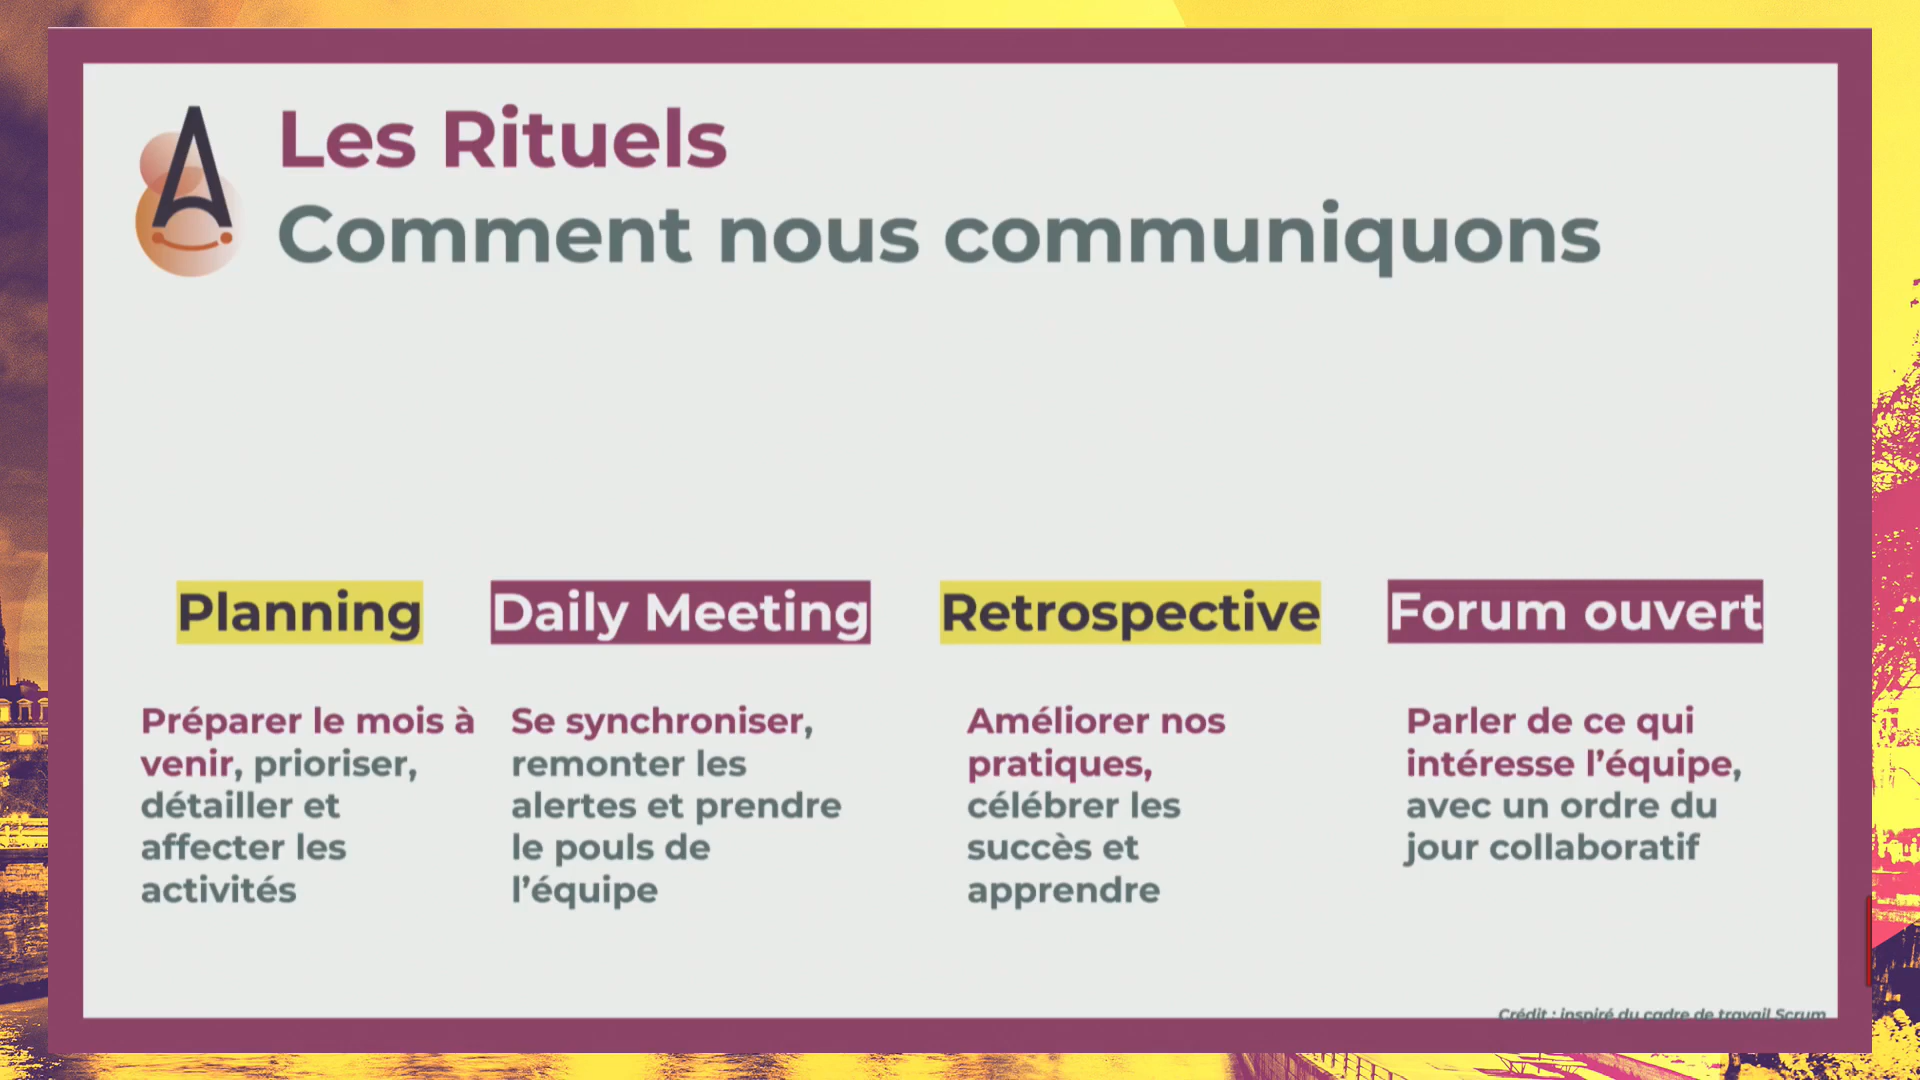 Les Rituels
Comment nous communiquons
Planning
Préparer le mois à
venir, prioriser,
détailler et
affecter les
activités
Daily Meeting
Se synchroniser,
remonter les
alertes et prendre
le pouls de
l'équipe
Retrospective
Améliorer nos
pratiques,
célébrer les
succès et
apprendre
Forum ouvert
Parler de ce qui
intéresse l'équipe,
avec un ordre du
jour collaboratif
Crédit : inspiré du cadre de travail Scrum